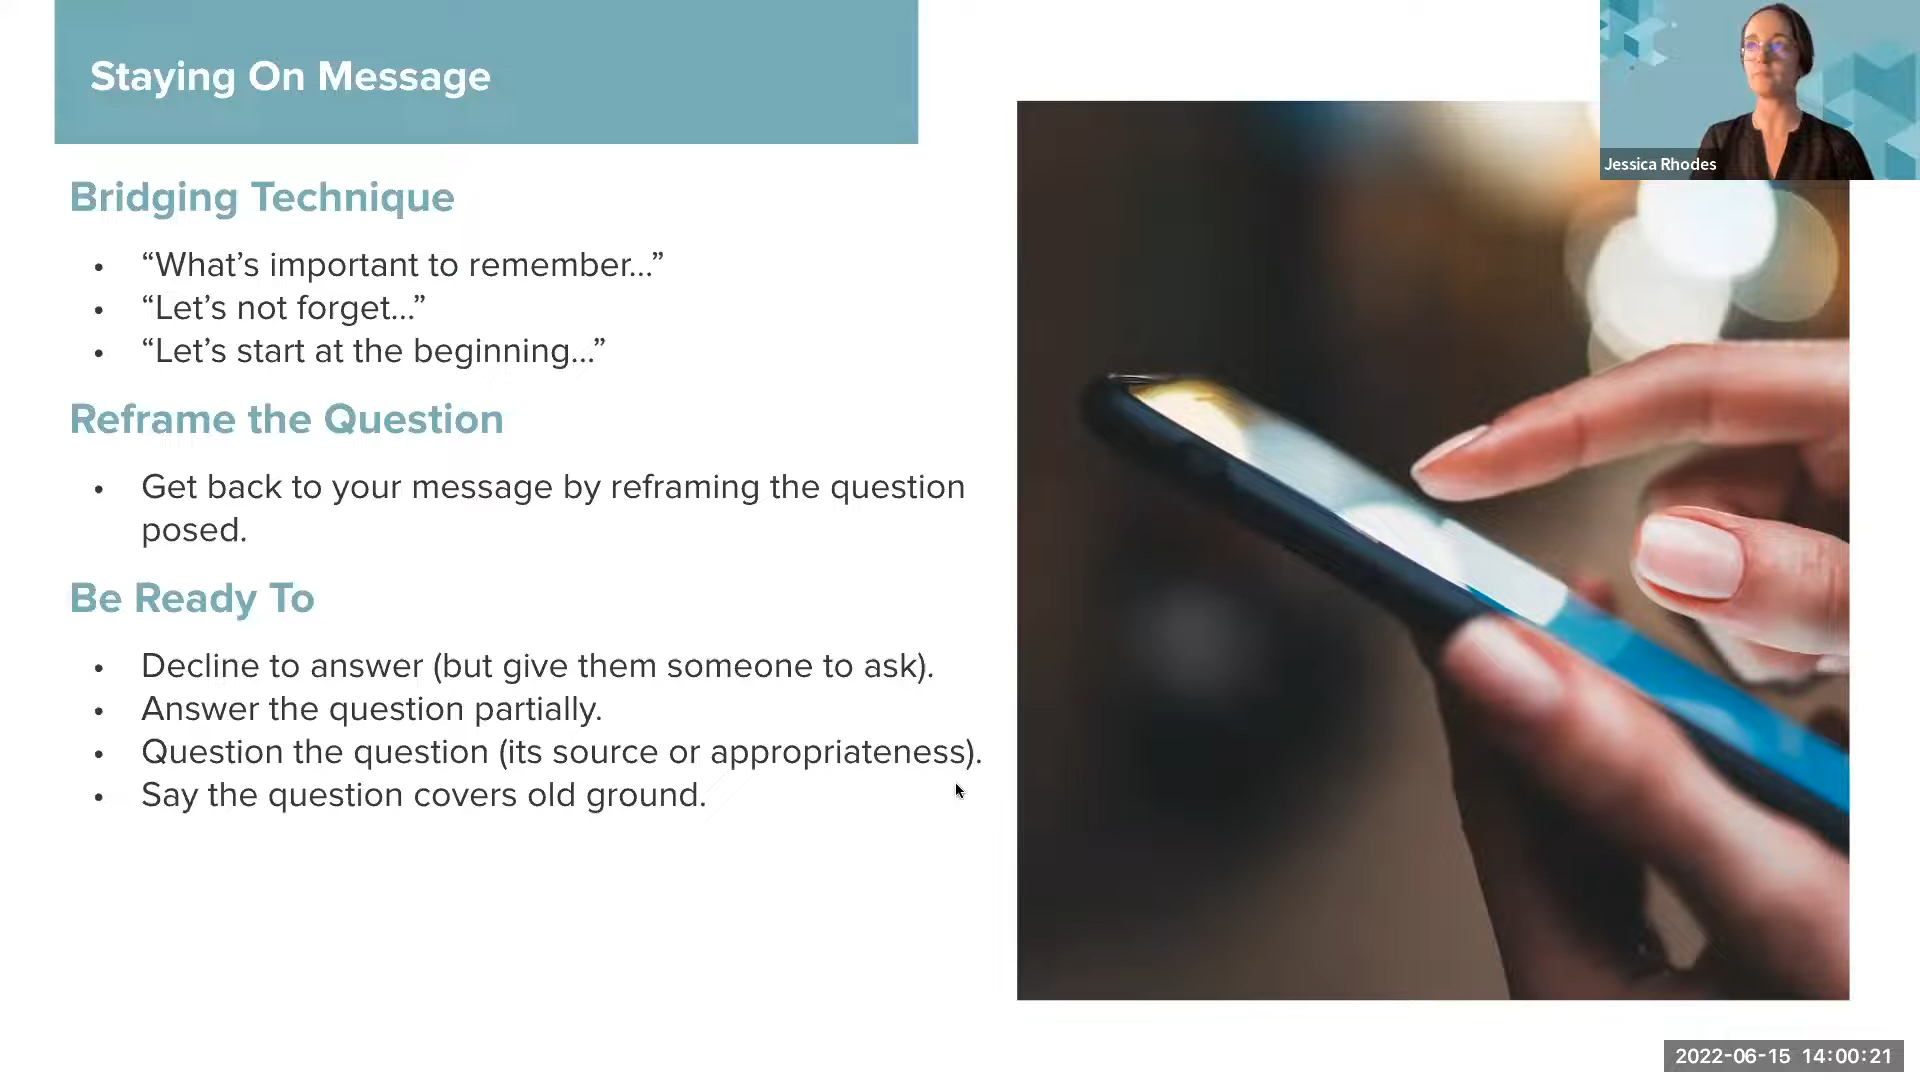 Staying On Message
Jessica Rhodes
Bridging Technique
• “What’s important to remember...”
• “Let’s not forget...”
• “Let’s start at the beginning...”
Reframe the Question
• Get back to your message by reframing the question
posed.
Be Ready To
• Decline to answer (but give them someone to ask).
• Answer the question partially.
• Question the question (its source or appropriateness).
• Say the question covers old ground.
2022-06-15 14:00:21